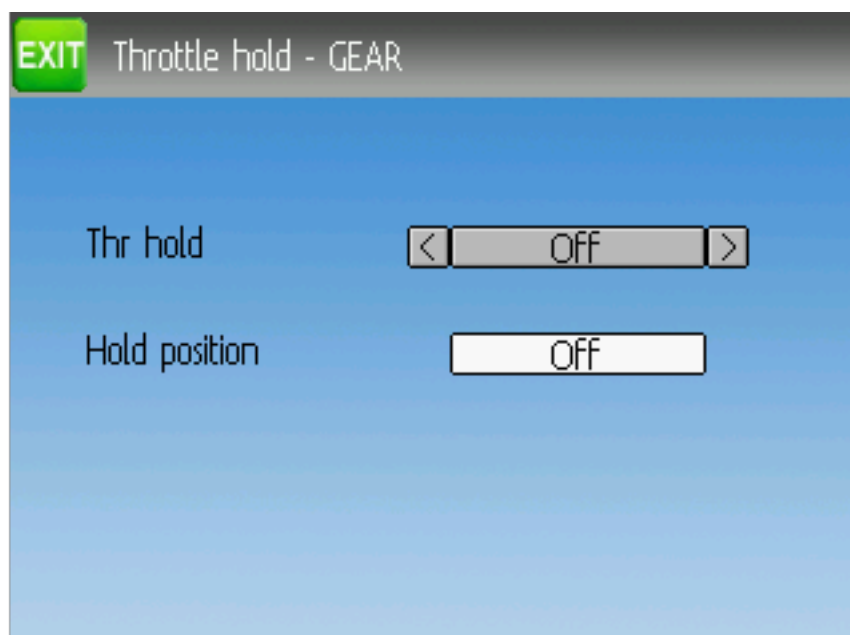 EXIT Throttle hold - GEAR
Thr hold < Off >
Hold position Off